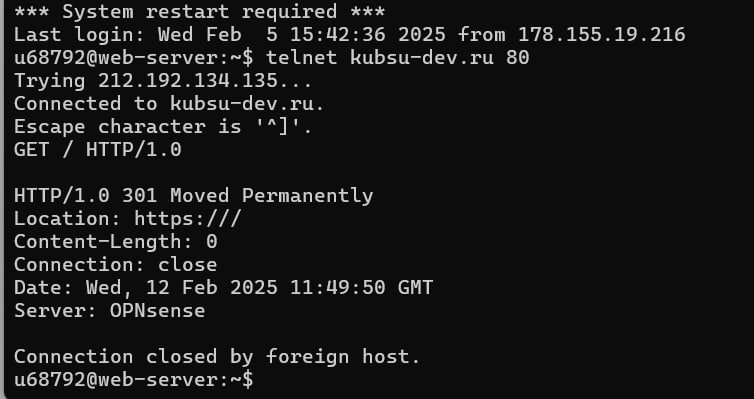 *** System restart required ***
Last login: Wed Feb  5 15:42:36 2025 from 178.155.19.216
u68792@web-server:~$ telnet kubsu-dev.ru 80
Trying 212.192.134.135...
Connected to kubsu-dev.ru.
Escape character is '^]'.
GET / HTTP/1.0

HTTP/1.0 301 Moved Permanently
Location: https:///
Content-Length: 0
Connection: close
Date: Wed, 12 Feb 2025 11:49:50 GMT
Server: OPNsense

Connection closed by foreign host.
u68792@web-server:~$